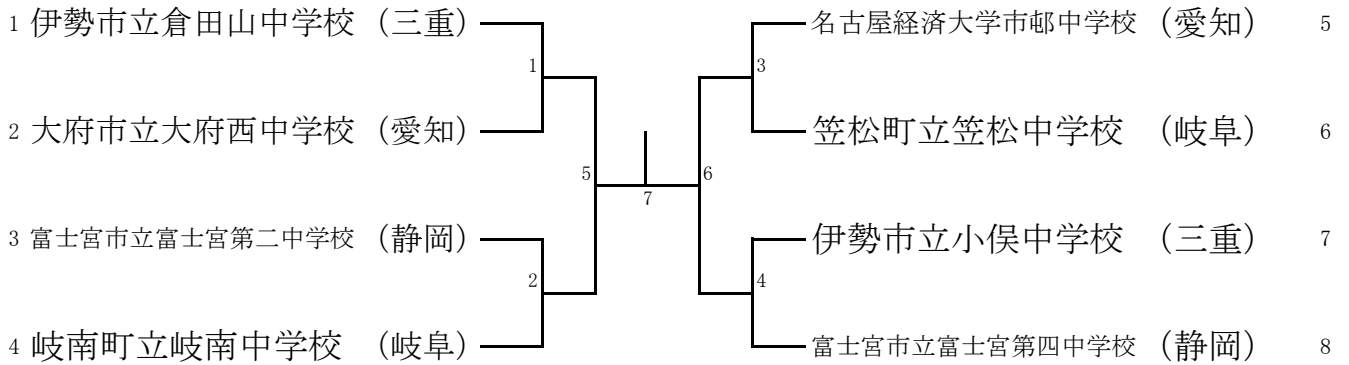 1 伊勢市立倉田山中学校 (三重)
名古屋経済大学市邨中学校 (愛知) 5
1
3
2 大府市立大府西中学校 (愛知)
笠松町立笠松中学校 (岐阜) 6
5
6
7
3 富士宮市立富士宮第二中学校 (静岡)
伊勢市立小俣中学校 (三重) 7
2
4
4 岐南町立岐南中学校 (岐阜)
富士宮市立富士宮第四中学校 (静岡) 8